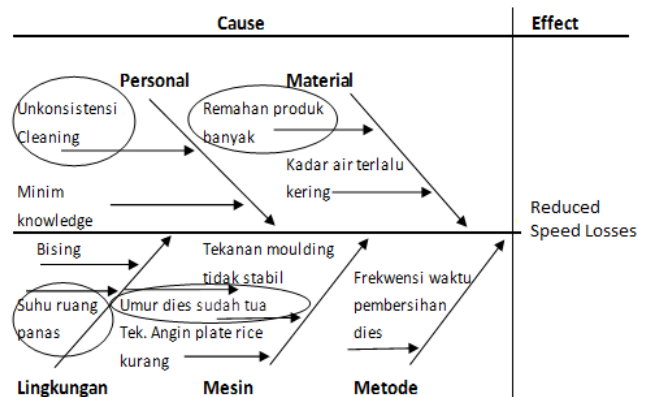 Cause
Effect
Personal
Material
Unkonsistensi
Cleaning
Remahan produk
banyak
Kadar air terlalu
kering
Minim
knowledge
Reduced
Speed Losses
Bising
Tekanan moulding
tidak stabil
Frekwensi waktu
pembersihan
dies
Suhu ruang
panas
Umur dies sudah tua
Tek. Angin plate rice
kurang
Lingkungan
Mesin
Metode